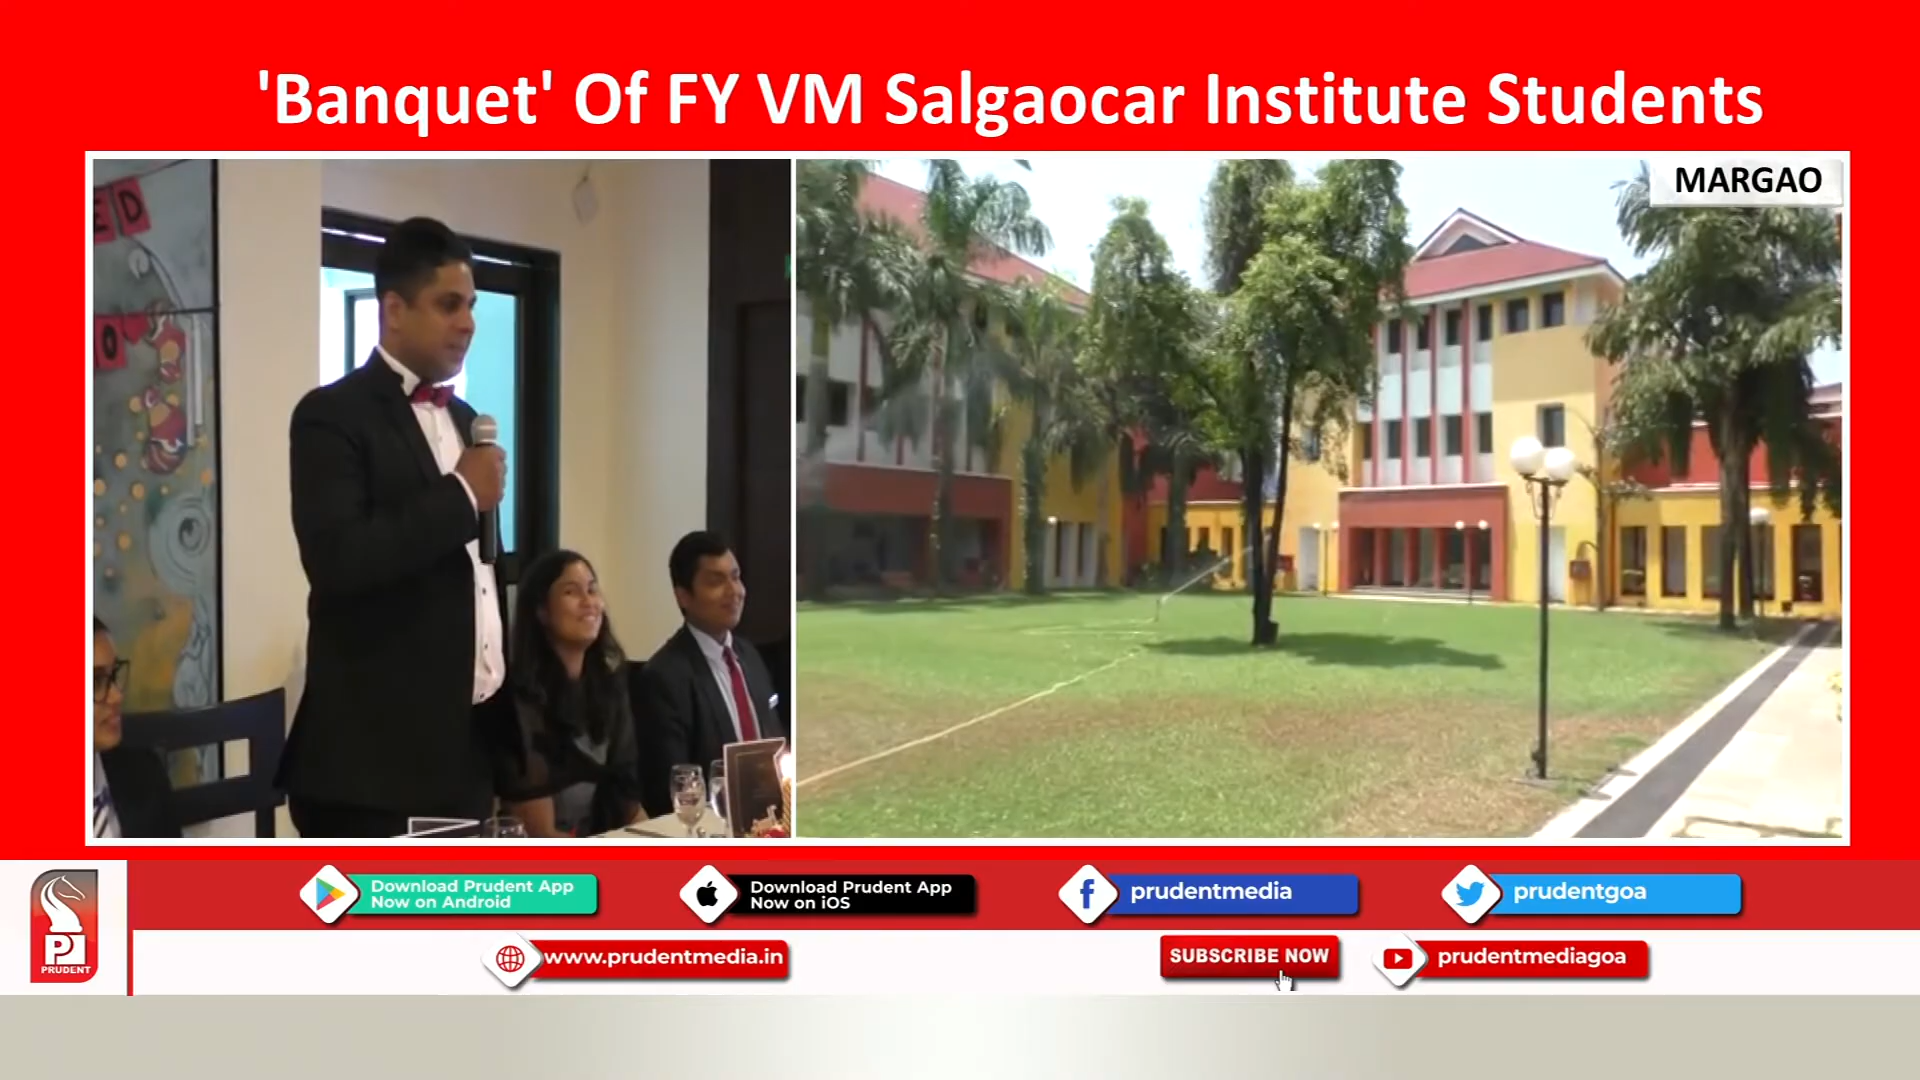 'Banquet' Of FY VM Salgaocar Institute Students
MARGAO
ED
O
Download Prudent App
Now on Android
Download Prudent App
Now on iOS
prudentmedia
prudentgoa
PRUDENT
www.prudentmedia.in
SUBSCRIBE NOW
prudentmediagoa